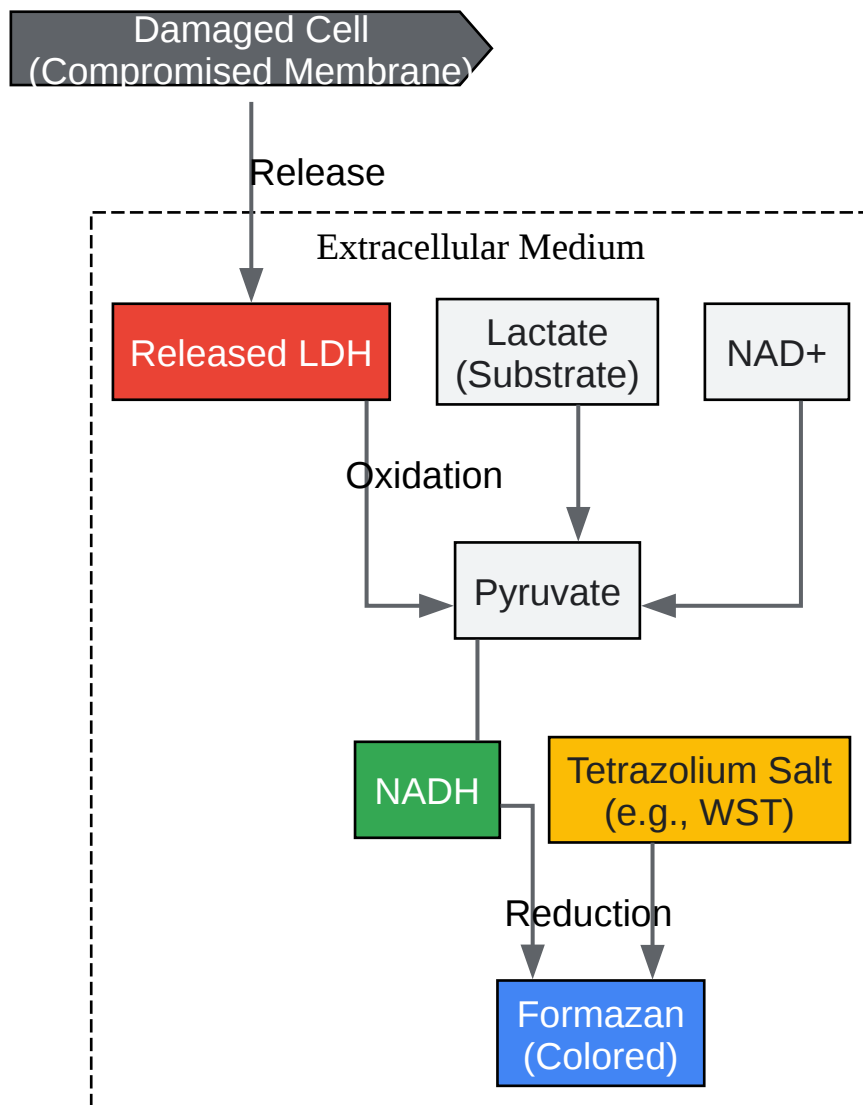 Damaged Cell
(Compromised Membrane)
Release
Extracellular Medium
Released LDH
Lactate
(Substrate)
NAD+
Oxidation
Pyruvate
NADH
Tetrazolium Salt
(e.g., WST)
Reduction
Formazan
(Colored)